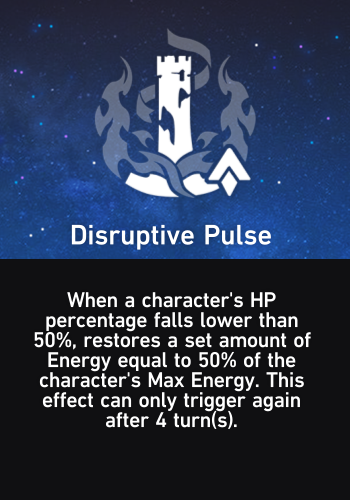 Disruptive Pulse
When a character's HP
percentage falls lower than
50%, restores a set amount of
Energy equal to 50% of the
character's Max Energy. This
effect can only trigger again
after 4 turn(s).